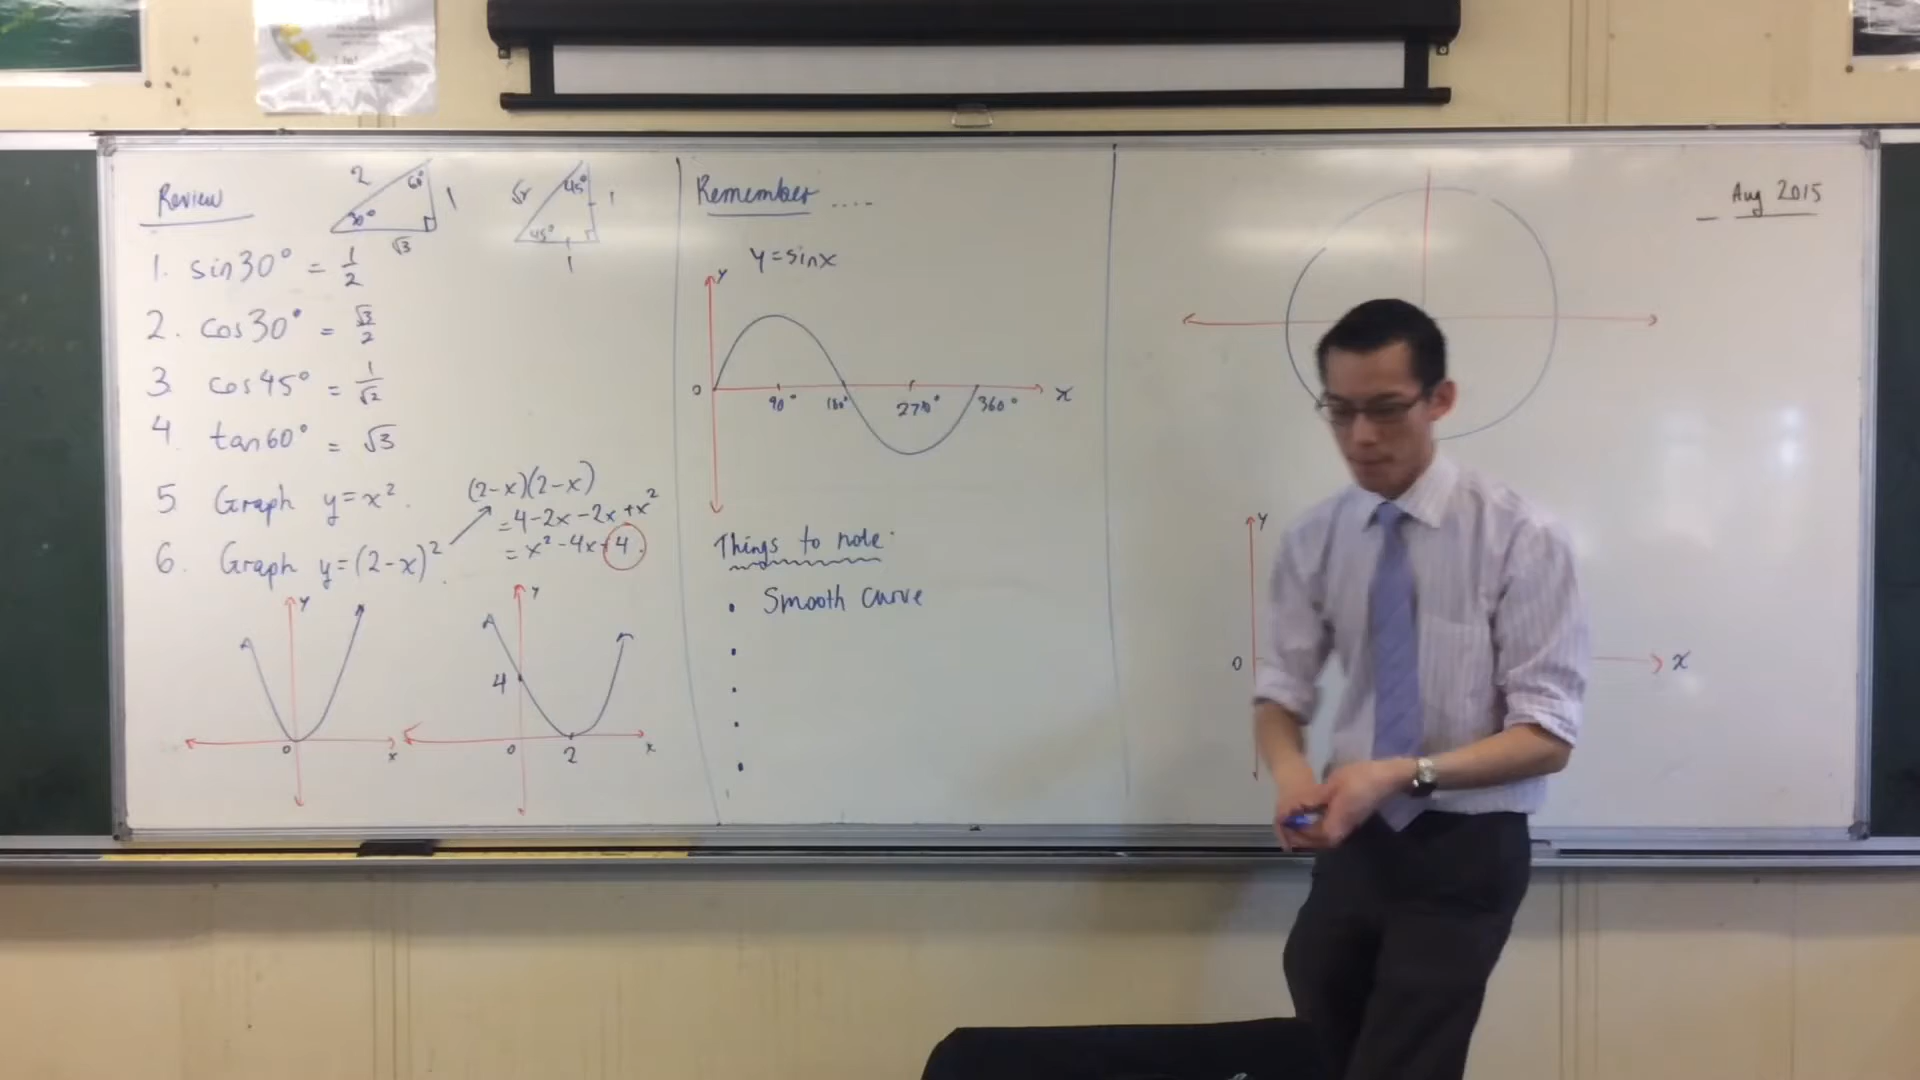 Review
2
60°
1
30°
√3
√2
45°
1
45°
1
1. sin30° = 1/2
2. cos30° = √3/2
3 cos45° = 1/√2
4 tan60° = √3
5 Graph y=x².
6. Graph y=(2-x)².
(2-x)(2-x)
=4-2x-2x+x²
= x²-4x+4
y
0
x
y
4
0
2
x
Remember ....
y=sinx
y
0
90°
180°
270°
360°
x
Things to note:
• Smooth curve
•
•
•
•
Aug 2015
y
0
x